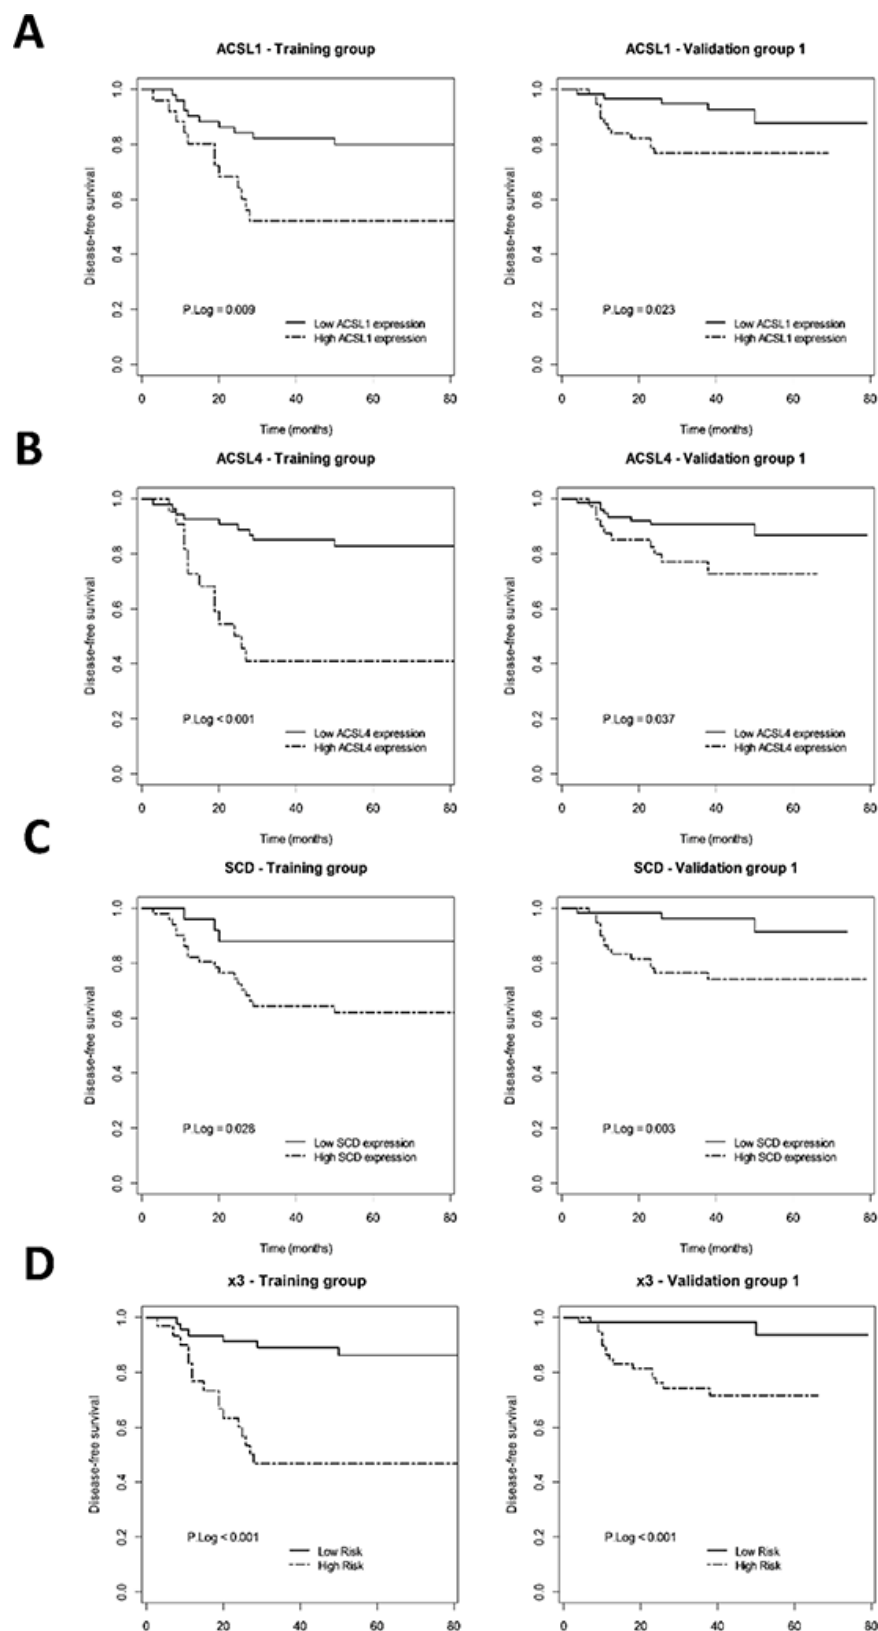 A
ACSL1 - Training group
Disease-free survival
1.0
0.8
0.6
0.4
0.2
0.0
P.Log = 0.009
Low ACSL1 expression
High ACSL1 expression
0 20 40 60 80
Time (months)
ACSL1 - Validation group 1
Disease-free survival
1.0
0.8
0.6
0.4
0.2
0.0
P.Log = 0.023
Low ACSL1 expression
High ACSL1 expression
0 20 40 60 80
Time (months)
B
ACSL4 - Training group
Disease-free survival
1.0
0.8
0.6
0.4
0.2
0.0
P.Log < 0.001
Low ACSL4 expression
High ACSL4 expression
0 20 40 60 80
Time (months)
ACSL4 - Validation group 1
Disease-free survival
1.0
0.8
0.6
0.4
0.2
0.0
P.Log = 0.037
Low ACSL4 expression
High ACSL4 expression
0 20 40 60 80
Time (months)
C
SCD - Training group
Disease-free survival
1.0
0.8
0.6
0.4
0.2
0.0
P.Log = 0.026
Low SCD expression
High SCD expression
0 20 40 60 80
Time (months)
SCD - Validation group 1
Disease-free survival
1.0
0.8
0.6
0.4
0.2
0.0
P.Log = 0.003
Low SCD expression
High SCD expression
0 20 40 60 80
Time (months)
D
x3 - Training group
Disease-free survival
1.0
0.8
0.6
0.4
0.2
0.0
P.Log < 0.001
Low Risk
High Risk
0 20 40 60 80
x3 - Validation group 1
Disease-free survival
1.0
0.8
0.6
0.4
0.2
0.0
P.Log < 0.001
Low Risk
High Risk
0 20 40 60 80